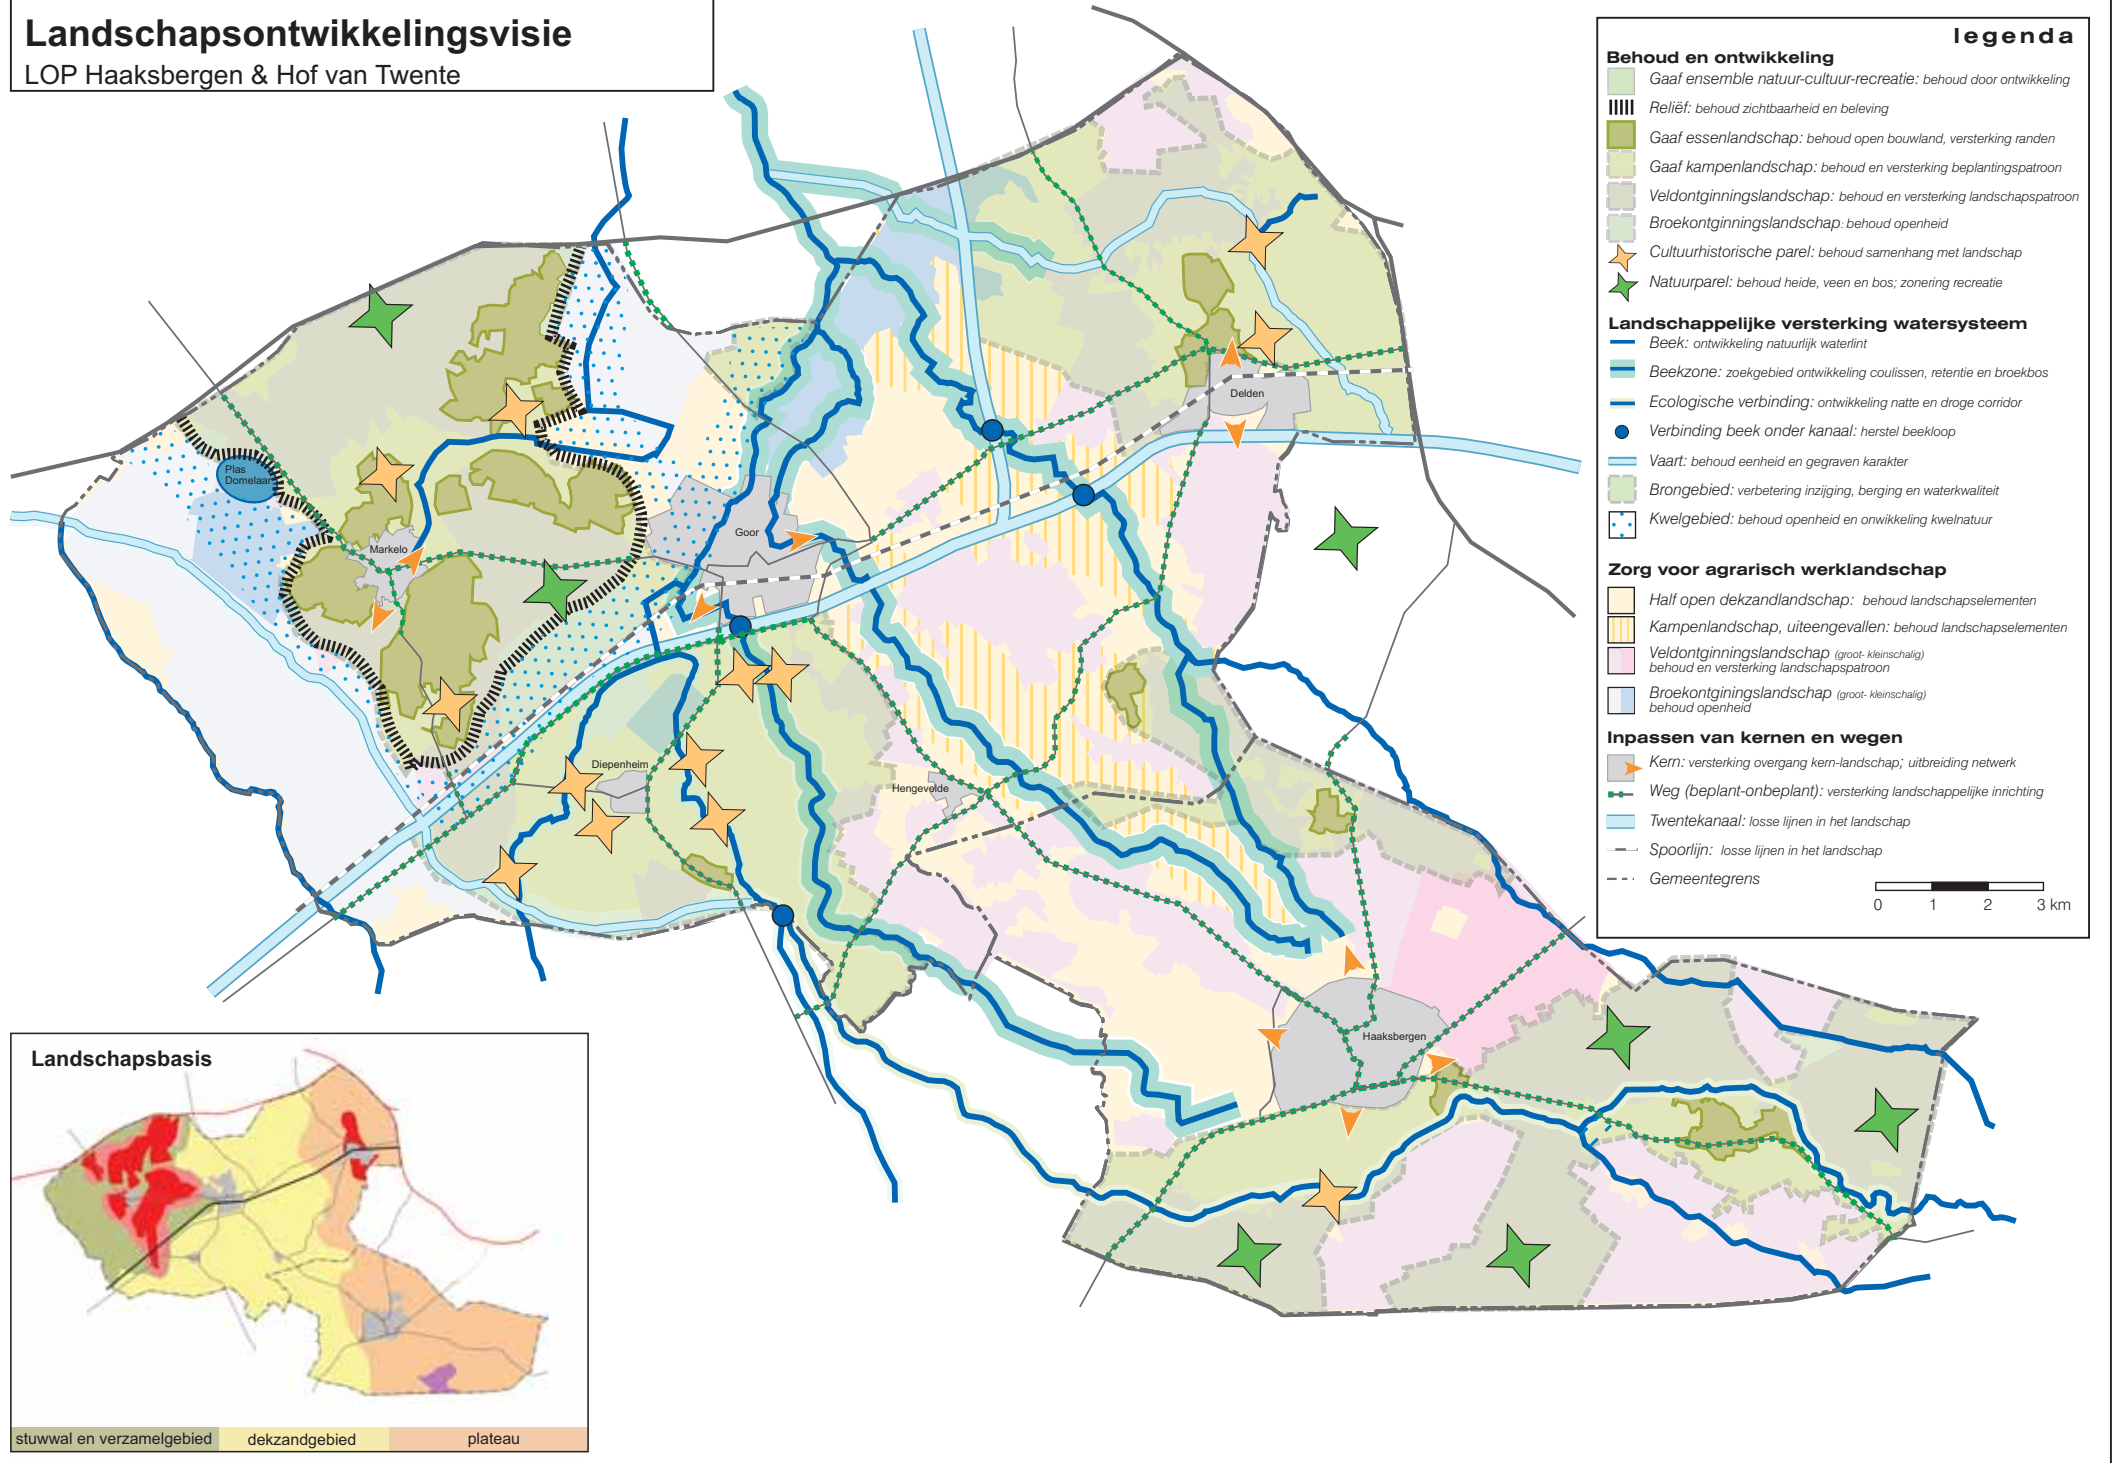 Landschapsontwikkelingsvisie
LOP Haaksbergen & Hof van Twente
legenda
Behoud en ontwikkeling
Gaaf ensemble natuur-cultuur-recreatie: behoud door ontwikkeling
Reliëf: behoud zichtbaarheid en beleving
Gaaf essenlandschap: behoud open bouwland, versterking randen
Gaaf kampenlandschap: behoud en versterking beplantingspatroon
Veldontginningslandschap: behoud en versterking landschapspatroon
Broekontginningslandschap: behoud openheid
Cultuurhistorische parel: behoud samenhang met landschap
Natuurparel: behoud heide, veen en bos; zonering recreatie
Landschappelijke versterking watersysteem
Beek: ontwikkeling natuurlijk waterlint
Beekzone: zoekgebied ontwikkeling coulissen, retentie en broekbos
Ecologische verbinding: ontwikkeling natte en droge corridor
Verbinding beek onder kanaal: herstel beekloop
Vaart: behoud eenheid en gegraven karakter
Brongebied: verbetering inzijging, berging en waterkwaliteit
Kwelgebied: behoud openheid en onwikkeling kwelnatuur
Zorg voor agrarisch werklandschap
Half open dekzandlandschap: behoud landschapselementen
Kampenlandschap, uiteengevallen: behoud landschapselementen
Veldontginningslandschap (groot- kleinschalig)
behoud en versterking landschapspatroon
Broekontginingslandschap (groot- kleinschalig)
behoud openheid
Inpassen van kernen en wegen
Kern: versterking overgang kern-landschap; uitbreiding netwerk
Weg (beplant-onbeplant): versterking landschappelijke inrichting
Twentekanaal: losse lijnen in het landschap
Spoorlijn: losse lijnen in het landschap
Gemeentegrens
0 1 2 3 km
Delden
Plas
Domelaar
Goor
Markelo
Diepenheim
Hengevelde
Haaksbergen
Landschapsbasis
stuwwal en verzamelgebied
dekzandgebied
plateau